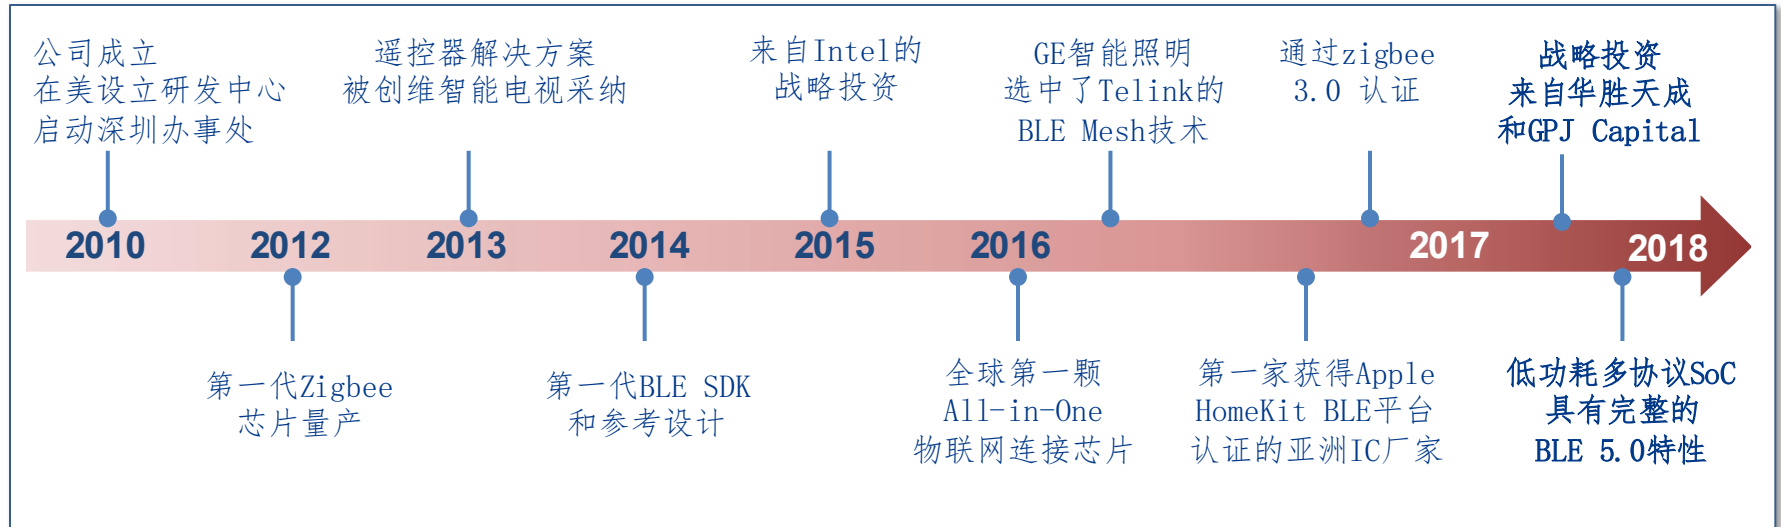 公司成立
在美设立研发中心
启动深圳办事处
遥控器解决方案
被创维智能电视采纳
来自Intel的
战略投资
GE智能照明
选中了Telink的
BLE Mesh技术
通过zigbee
3.0 认证
战略投资
来自华胜天成
和GPJ Capital
2010
2012
2013
2014
2015
2016
2017
2018
第一代Zigbee
芯片量产
第一代BLE SDK
和参考设计
全球第一颗
All-in-One
物联网连接芯片
第一家获得Apple
HomeKit BLE平台
认证的亚洲IC厂家
低功耗多协议SoC
具有完整的
BLE 5.0特性